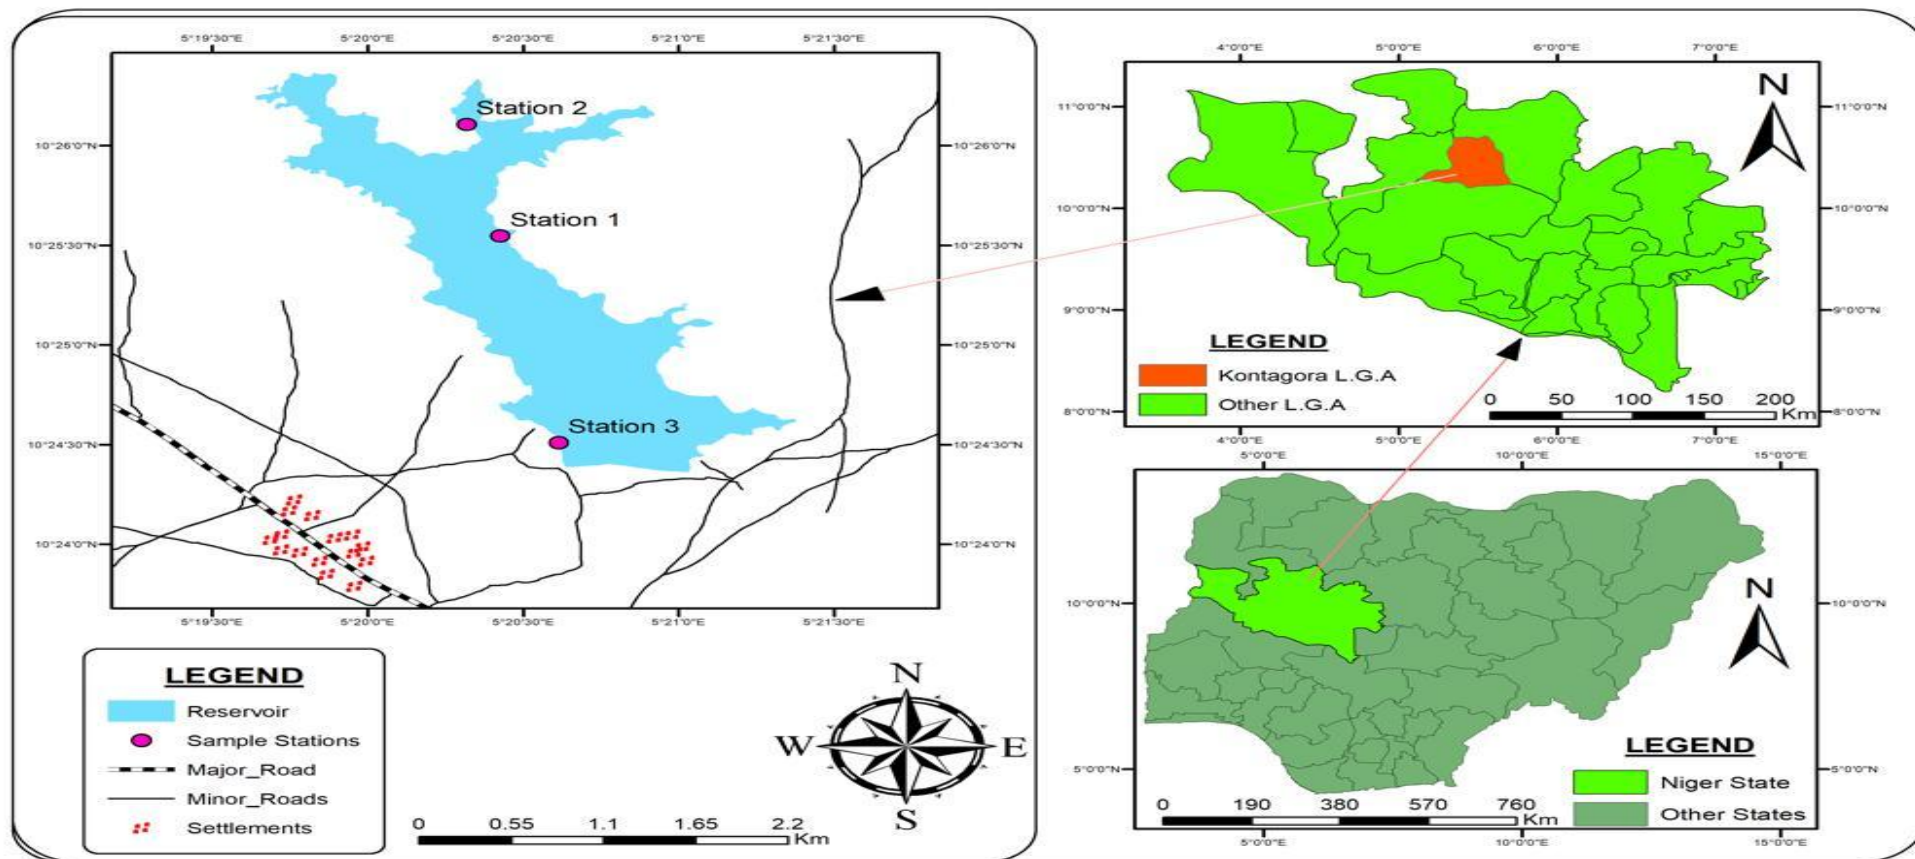 5°19'30"E 5°20'0"E 5°20'30"E 5°21'0"E 5°21'30"E
Station 2
10°26'0"N 10°26'0"N
Station 1
10°25'30"N 10°25'30"N
10°25'0"N 10°25'0"N
Station 3
10°24'30"N 10°24'30"N
10°24'0"N 10°24'0"N
5°19'30"E 5°20'0"E 5°20'30"E 5°21'0"E 5°21'30"E
LEGEND
Reservoir
Sample Stations
Major_Road
Minor_Roads
Settlements
N
W E
S
0 0.55 1.1 1.65 2.2
Km
4°0'0"E 5°0'0"E 6°0'0"E 7°0'0"E
N
11°0'0"N 11°0'0"N
10°0'0"N 10°0'0"N
9°0'0"N 9°0'0"N
8°0'0"N 8°0'0"N
LEGEND
Kontagora L.G.A
Other L.G.A
0 50 100 150 200
Km
4°0'0"E 5°0'0"E 6°0'0"E 7°0'0"E
5°0'0"E 10°0'0"E 15°0'0"E
10°0'0"N 10°0'0"N
N
5°0'0"N 5°0'0"N
LEGEND
Niger State
Other States
0 190 380 570 760
Km
5°0'0"E 10°0'0"E 15°0'0"E